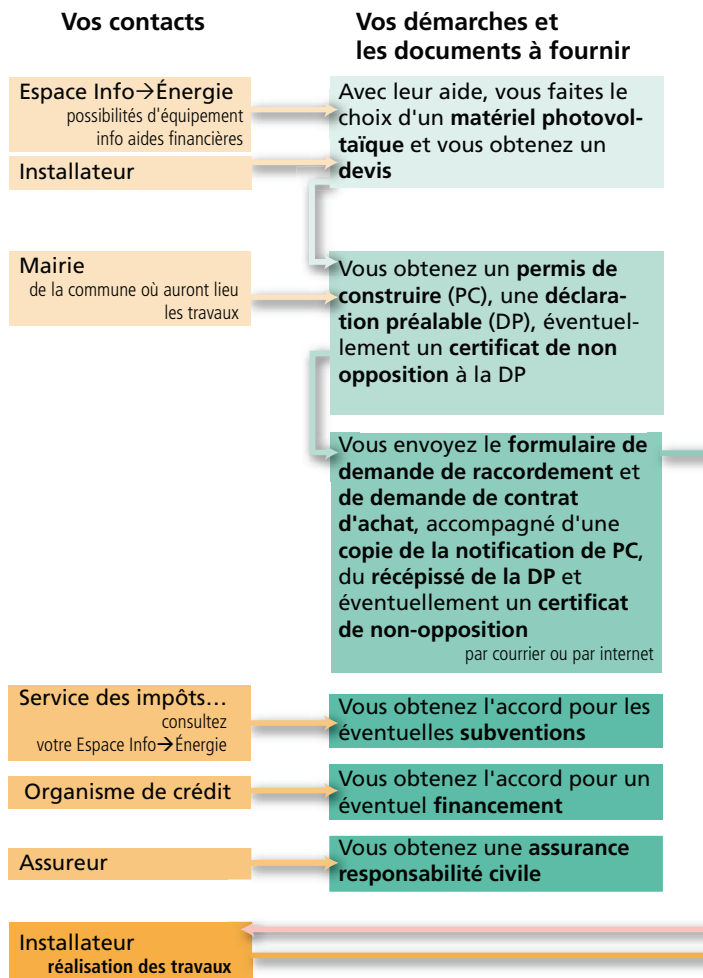 Vos contacts
Vos démarches et
les documents à fournir
Espace Info→Énergie
possibilités d'équipement
info aides financières
Installateur
Avec leur aide, vous faites le
choix d'un matériel photovol-
taïque et vous obtenez un
devis
Mairie
de la commune où auront lieu
les travaux
Vous obtenez un permis de
construire (PC), une déclara-
tion préalable (DP), éventuel-
lement un certificat de non
opposition à la DP
Vous envoyez le formulaire de
demande de raccordement et
de demande de contrat
d'achat, accompagné d'une
copie de la notification de PC,
du récépissé de la DP et
éventuellement un certificat
de non-opposition
par courrier ou par internet
Service des impôts…
consultez
votre Espace Info→Énergie
Vous obtenez l'accord pour les
éventuelles subventions
Organisme de crédit
Vous obtenez l'accord pour un
éventuel financement
Assureur
Vous obtenez une assurance
responsabilité civile
Installateur
réalisation des travaux